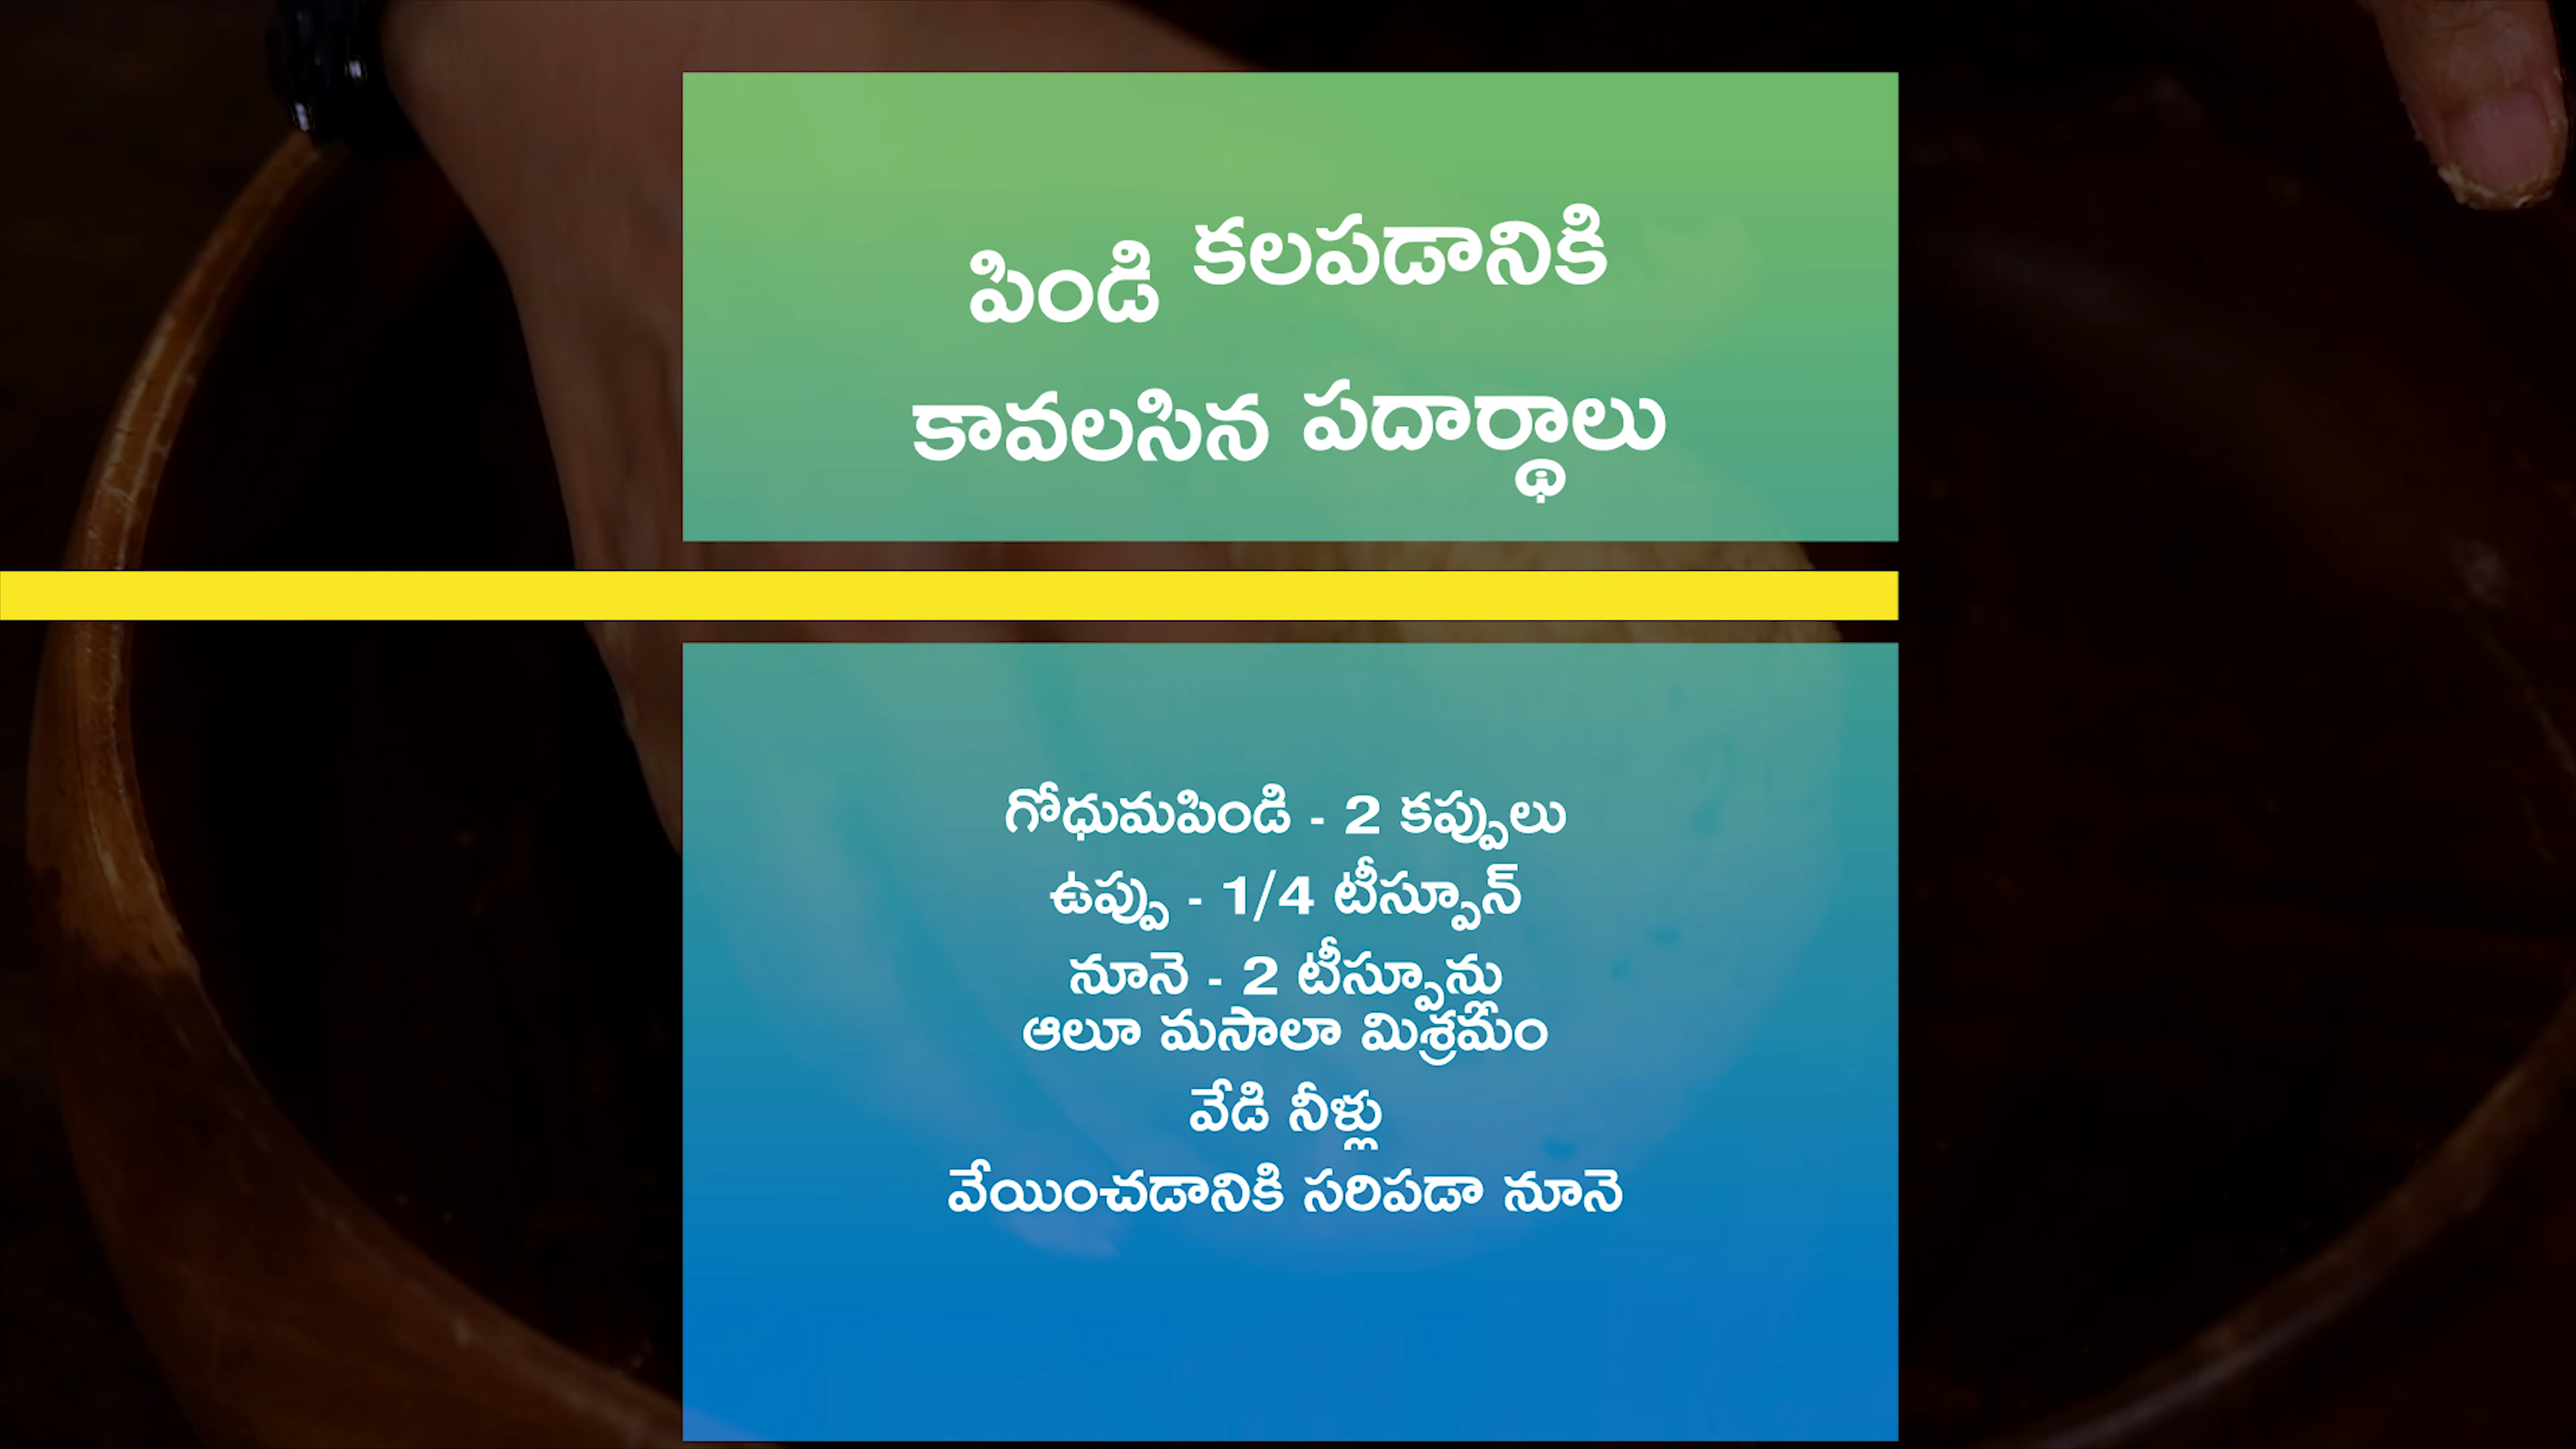 పిండి కలపడానికి
కావలసిన పదార్థాలు
గోధుమపిండి - 2 కప్పులు
ఉప్పు - 1/4 టీస్పూన్
నూనె - 2 టీస్పూన్లు
ఆలూ మసాలా మిశ్రమం
వేడి నీళ్లు
వేయించడానికి సరిపడా నూనె